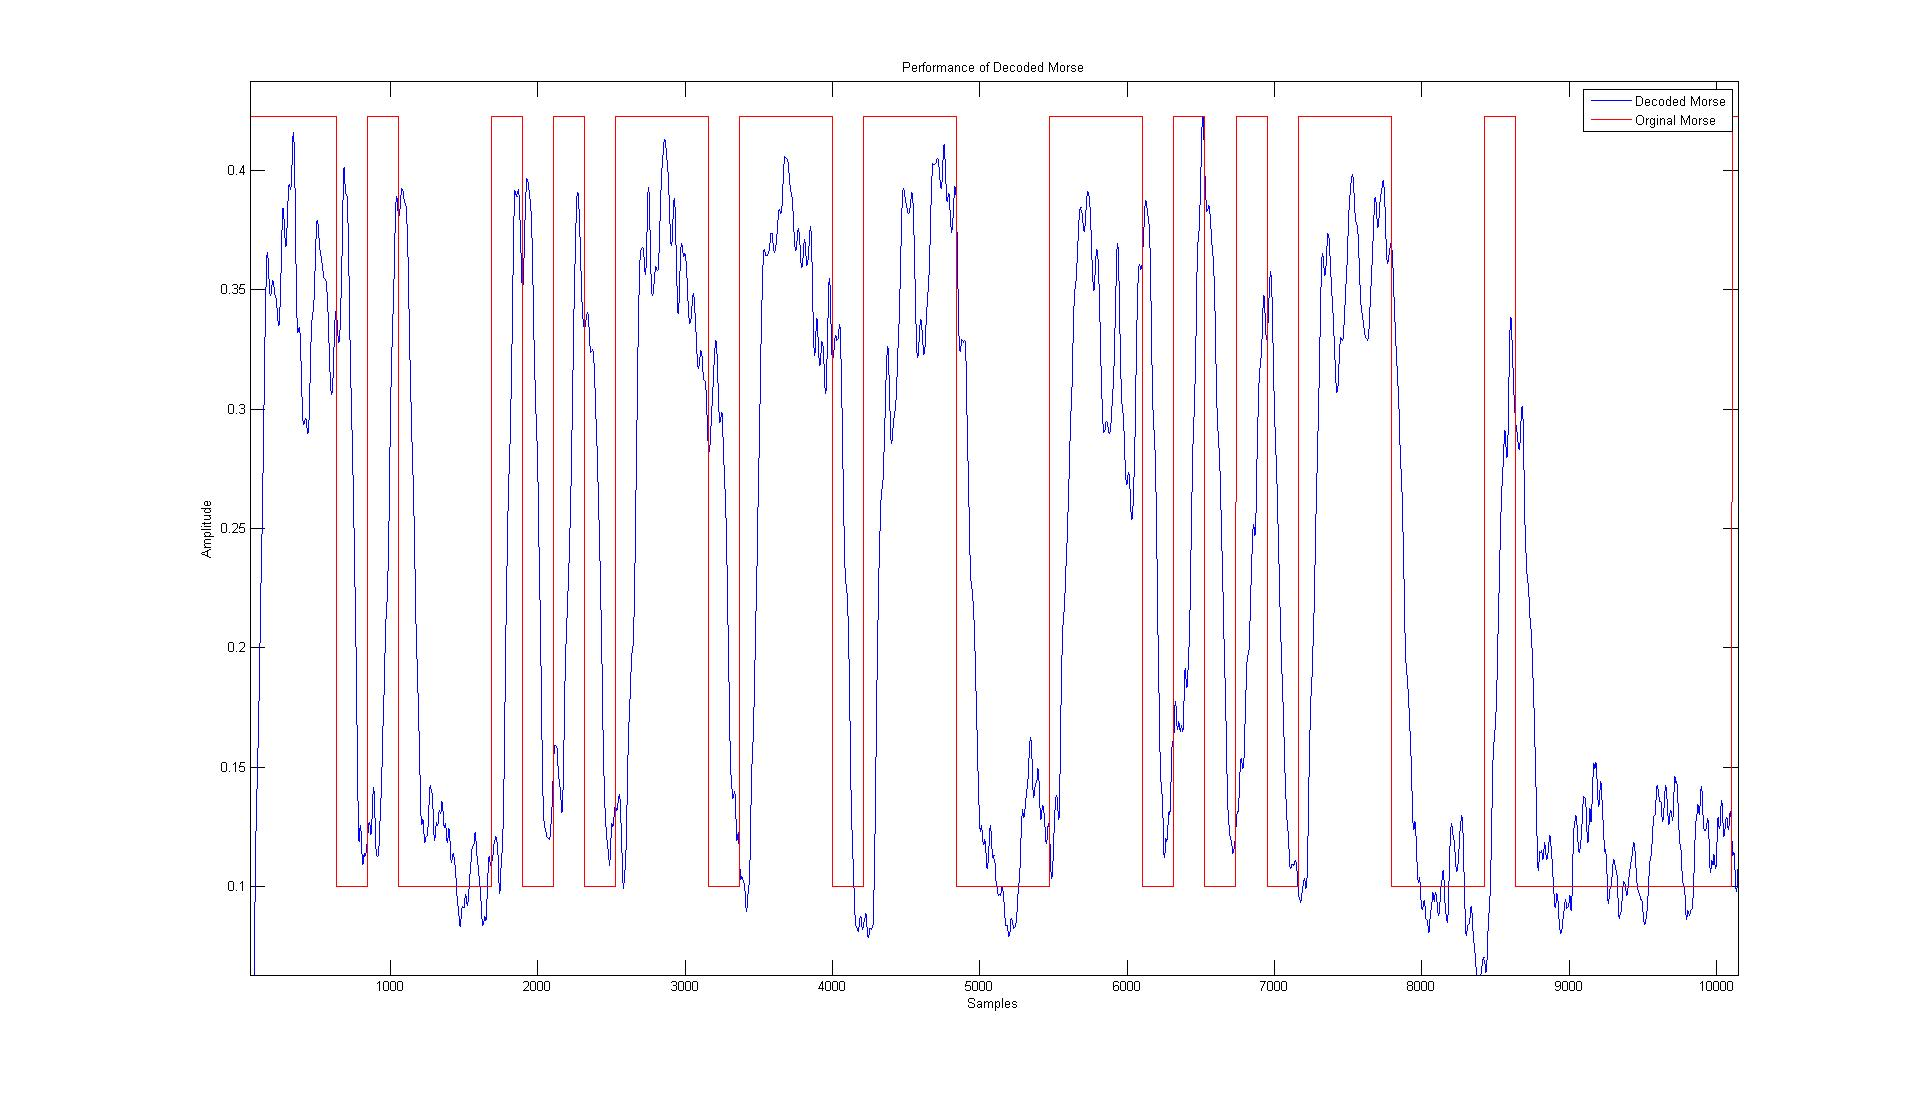 Performance of Decoded Morse
Decoded Morse
Orginal Morse
Amplitude
0.4
0.35
0.3
0.25
0.2
0.15
0.1
1000 2000 3000 4000 5000 6000 7000 8000 9000 10000
Samples